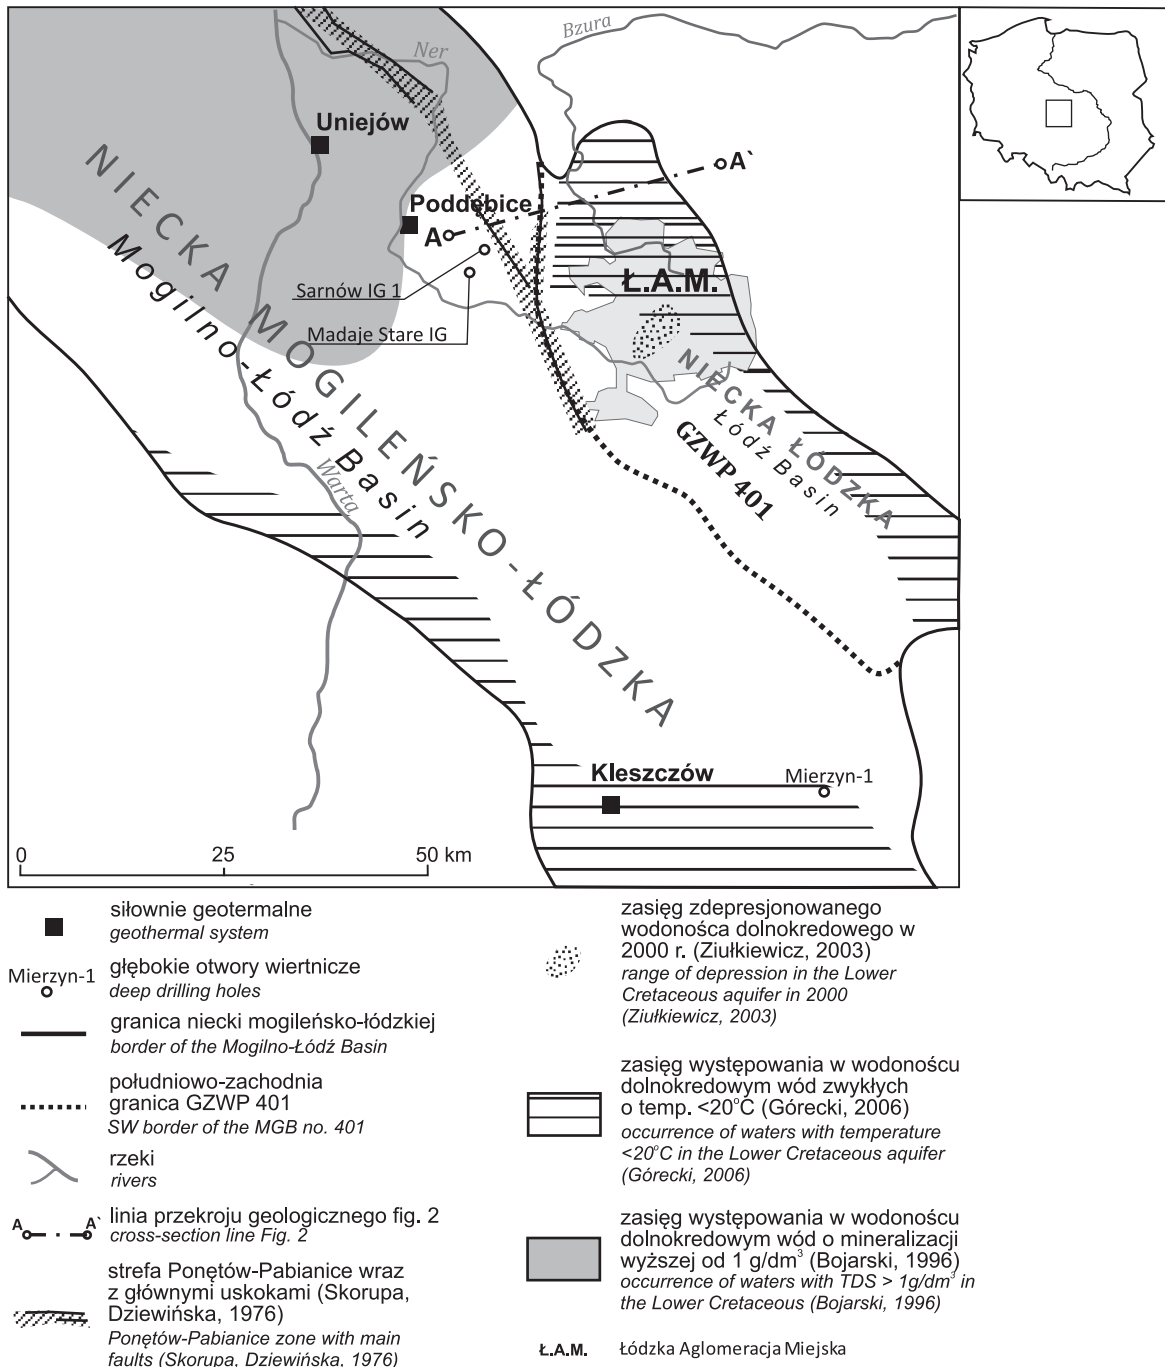 Bzura
Ner
Uniejów
A`
Poddębice
A
Sarnów IG 1
Ł.A.M.
Madaje Stare IG
NIECKA MOGILEŃSKO-ŁÓDZKA
Mogilno-Łódź Basin
NIECKA ŁÓDZKA
Łódź Basin
GZWP 401
Warta
Kleszczów
Mierzyn-1
0 25 50 km
siłownie geotermalne
geothermal system
Mierzyn-1
głębokie otwory wiertnicze
deep drilling holes
granica niecki mogileńsko-łódzkiej
border of the Mogilno-Łódź Basin
południowo-zachodnia
granica GZWP 401
SW border of the MGB no. 401
rzeki
rivers
A A`
linia przekroju geologicznego fig. 2
cross-section line Fig. 2
strefa Ponętów-Pabianice wraz
z głównymi uskokami (Skorupa,
Dziewińska, 1976)
Ponętów-Pabianice zone with main
faults (Skorupa, Dziewińska, 1976)
zasięg zdepresjonowanego
wodonośca dolnokredowego w
2000 r. (Ziułkiewicz, 2003)
range of depression in the Lower
Cretaceous aquifer in 2000
(Ziułkiewicz, 2003)
zasięg występowania w wodonoścu
dolnokredowym wód zwykłych
o temp. <20°C (Górecki, 2006)
occurrence of waters with temperature
<20°C in the Lower Cretaceous aquifer
(Górecki, 2006)
zasięg występowania w wodonoścu
dolnokredowym wód o mineralizacji
wyższej od 1 g/dm³ (Bojarski, 1996)
occurrence of waters with TDS > 1g/dm³ in
the Lower Cretaceous (Bojarski, 1996)
Ł.A.M. Łódzka Aglomeracja Miejska